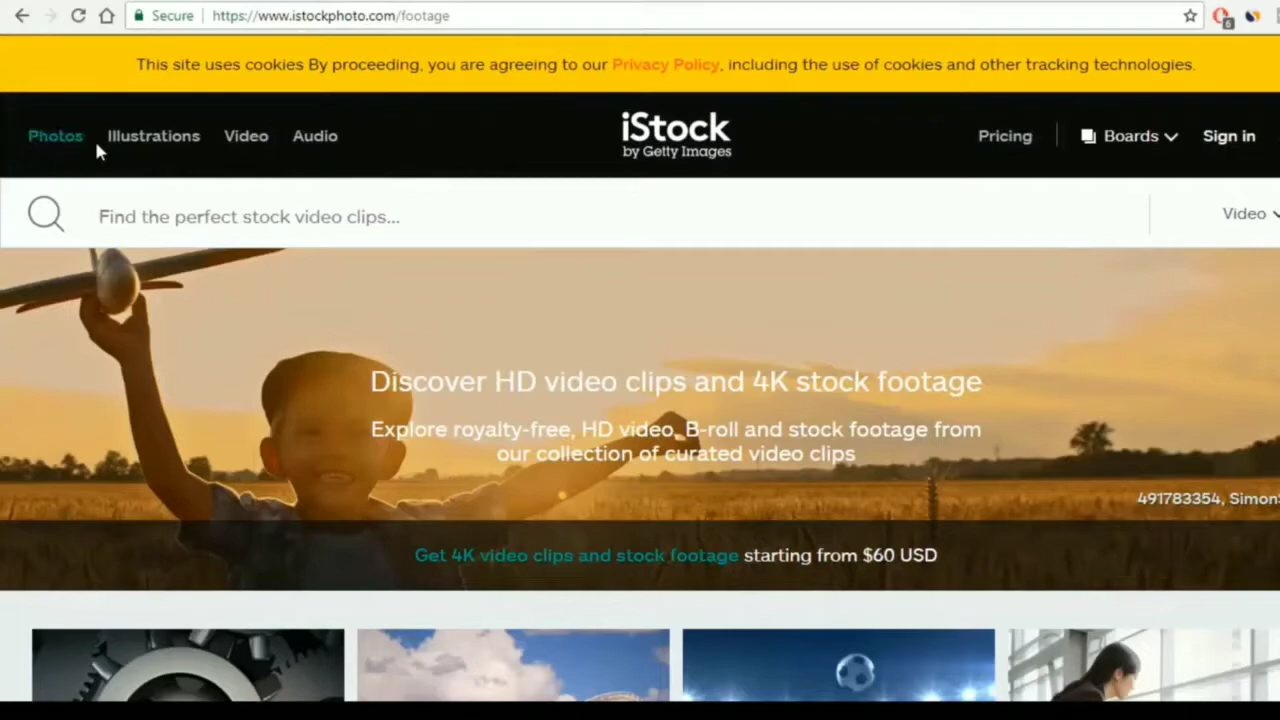 Secure https://www.istockphoto.com/footage
6
This site uses cookies By proceeding, you are agreeing to our Privacy Policy, including the use of cookies and other tracking technologies.
Photos Illustrations Video Audio iStock Pricing Boards Sign in
by Getty Images
Find the perfect stock video clips... Video
Discover HD video clips and 4K stock footage
Explore royalty-free, HD video, B-roll and stock footage from
our collection of curated video clips
491783354, Simon
Get 4K video clips and stock footage starting from $60 USD